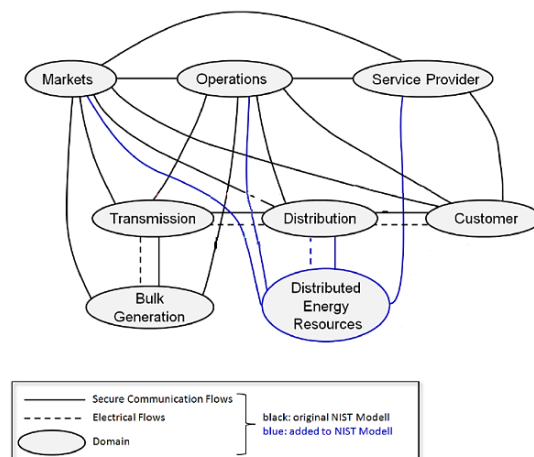 Markets
Operations
Service Provider
Transmission
Distribution
Customer
Bulk
Generation
Distributed
Energy
Resources
Secure Communication Flows
Electrical Flows
Domain
black: original NIST Modell
blue: added to NIST Modell